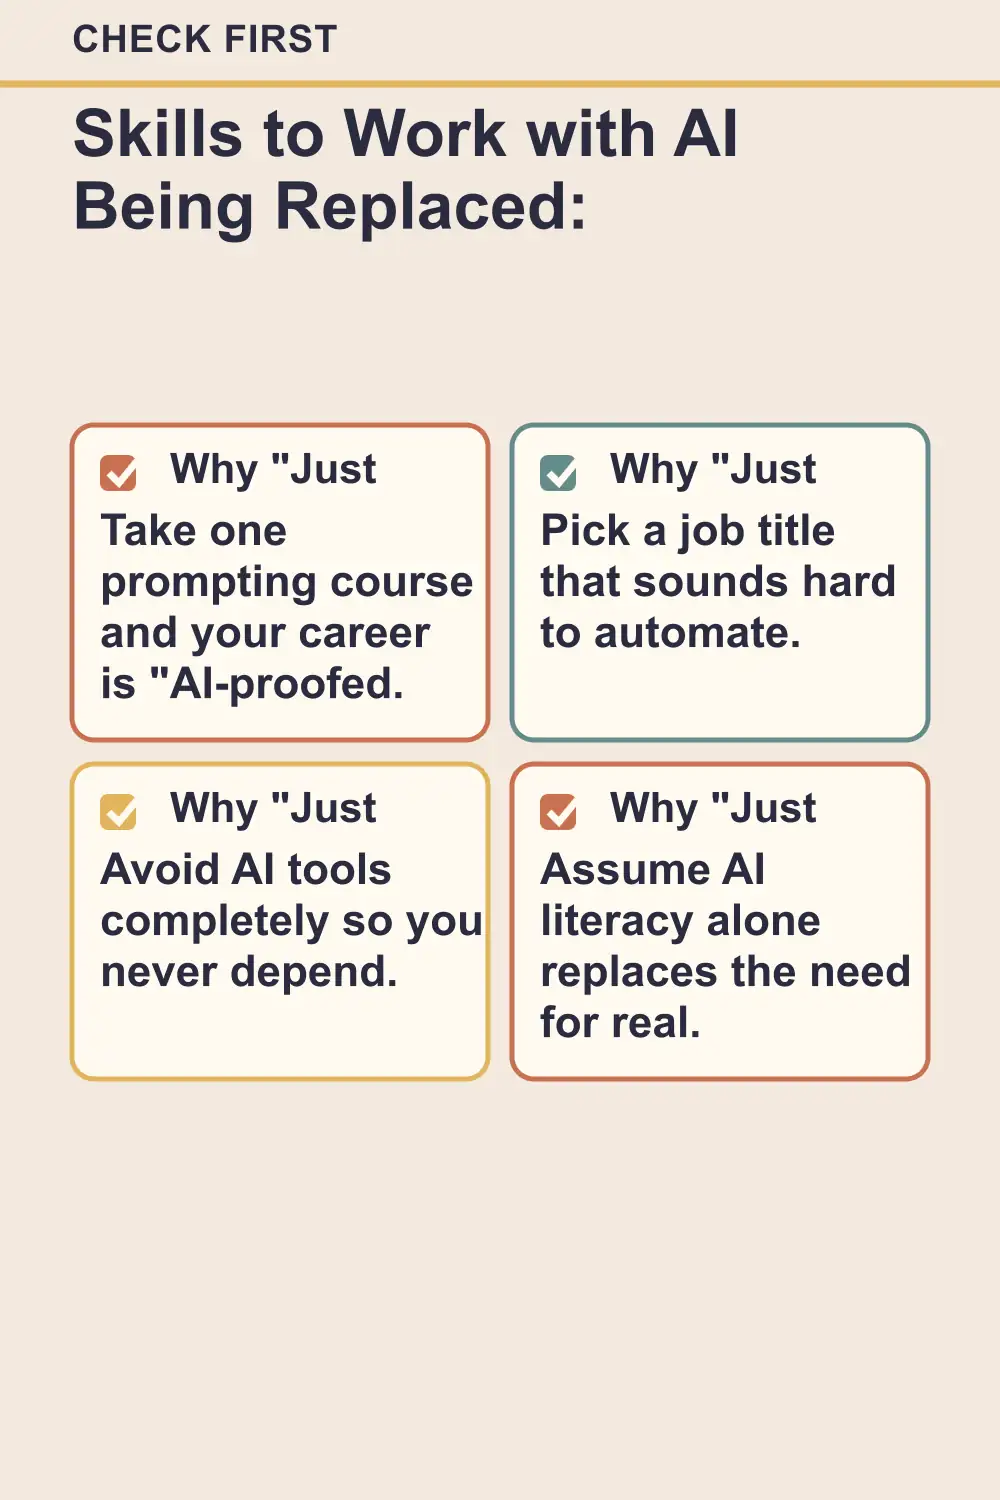 CHECK FIRST
Skills to Work with AI
Being Replaced:
Why "Just
Take one
prompting course
and your career
is "AI-proofed.
Why "Just
Pick a job title
that sounds hard
to automate.
Why "Just
Avoid AI tools
completely so you
never depend.
Why "Just
Assume AI
literacy alone
replaces the need
for real.